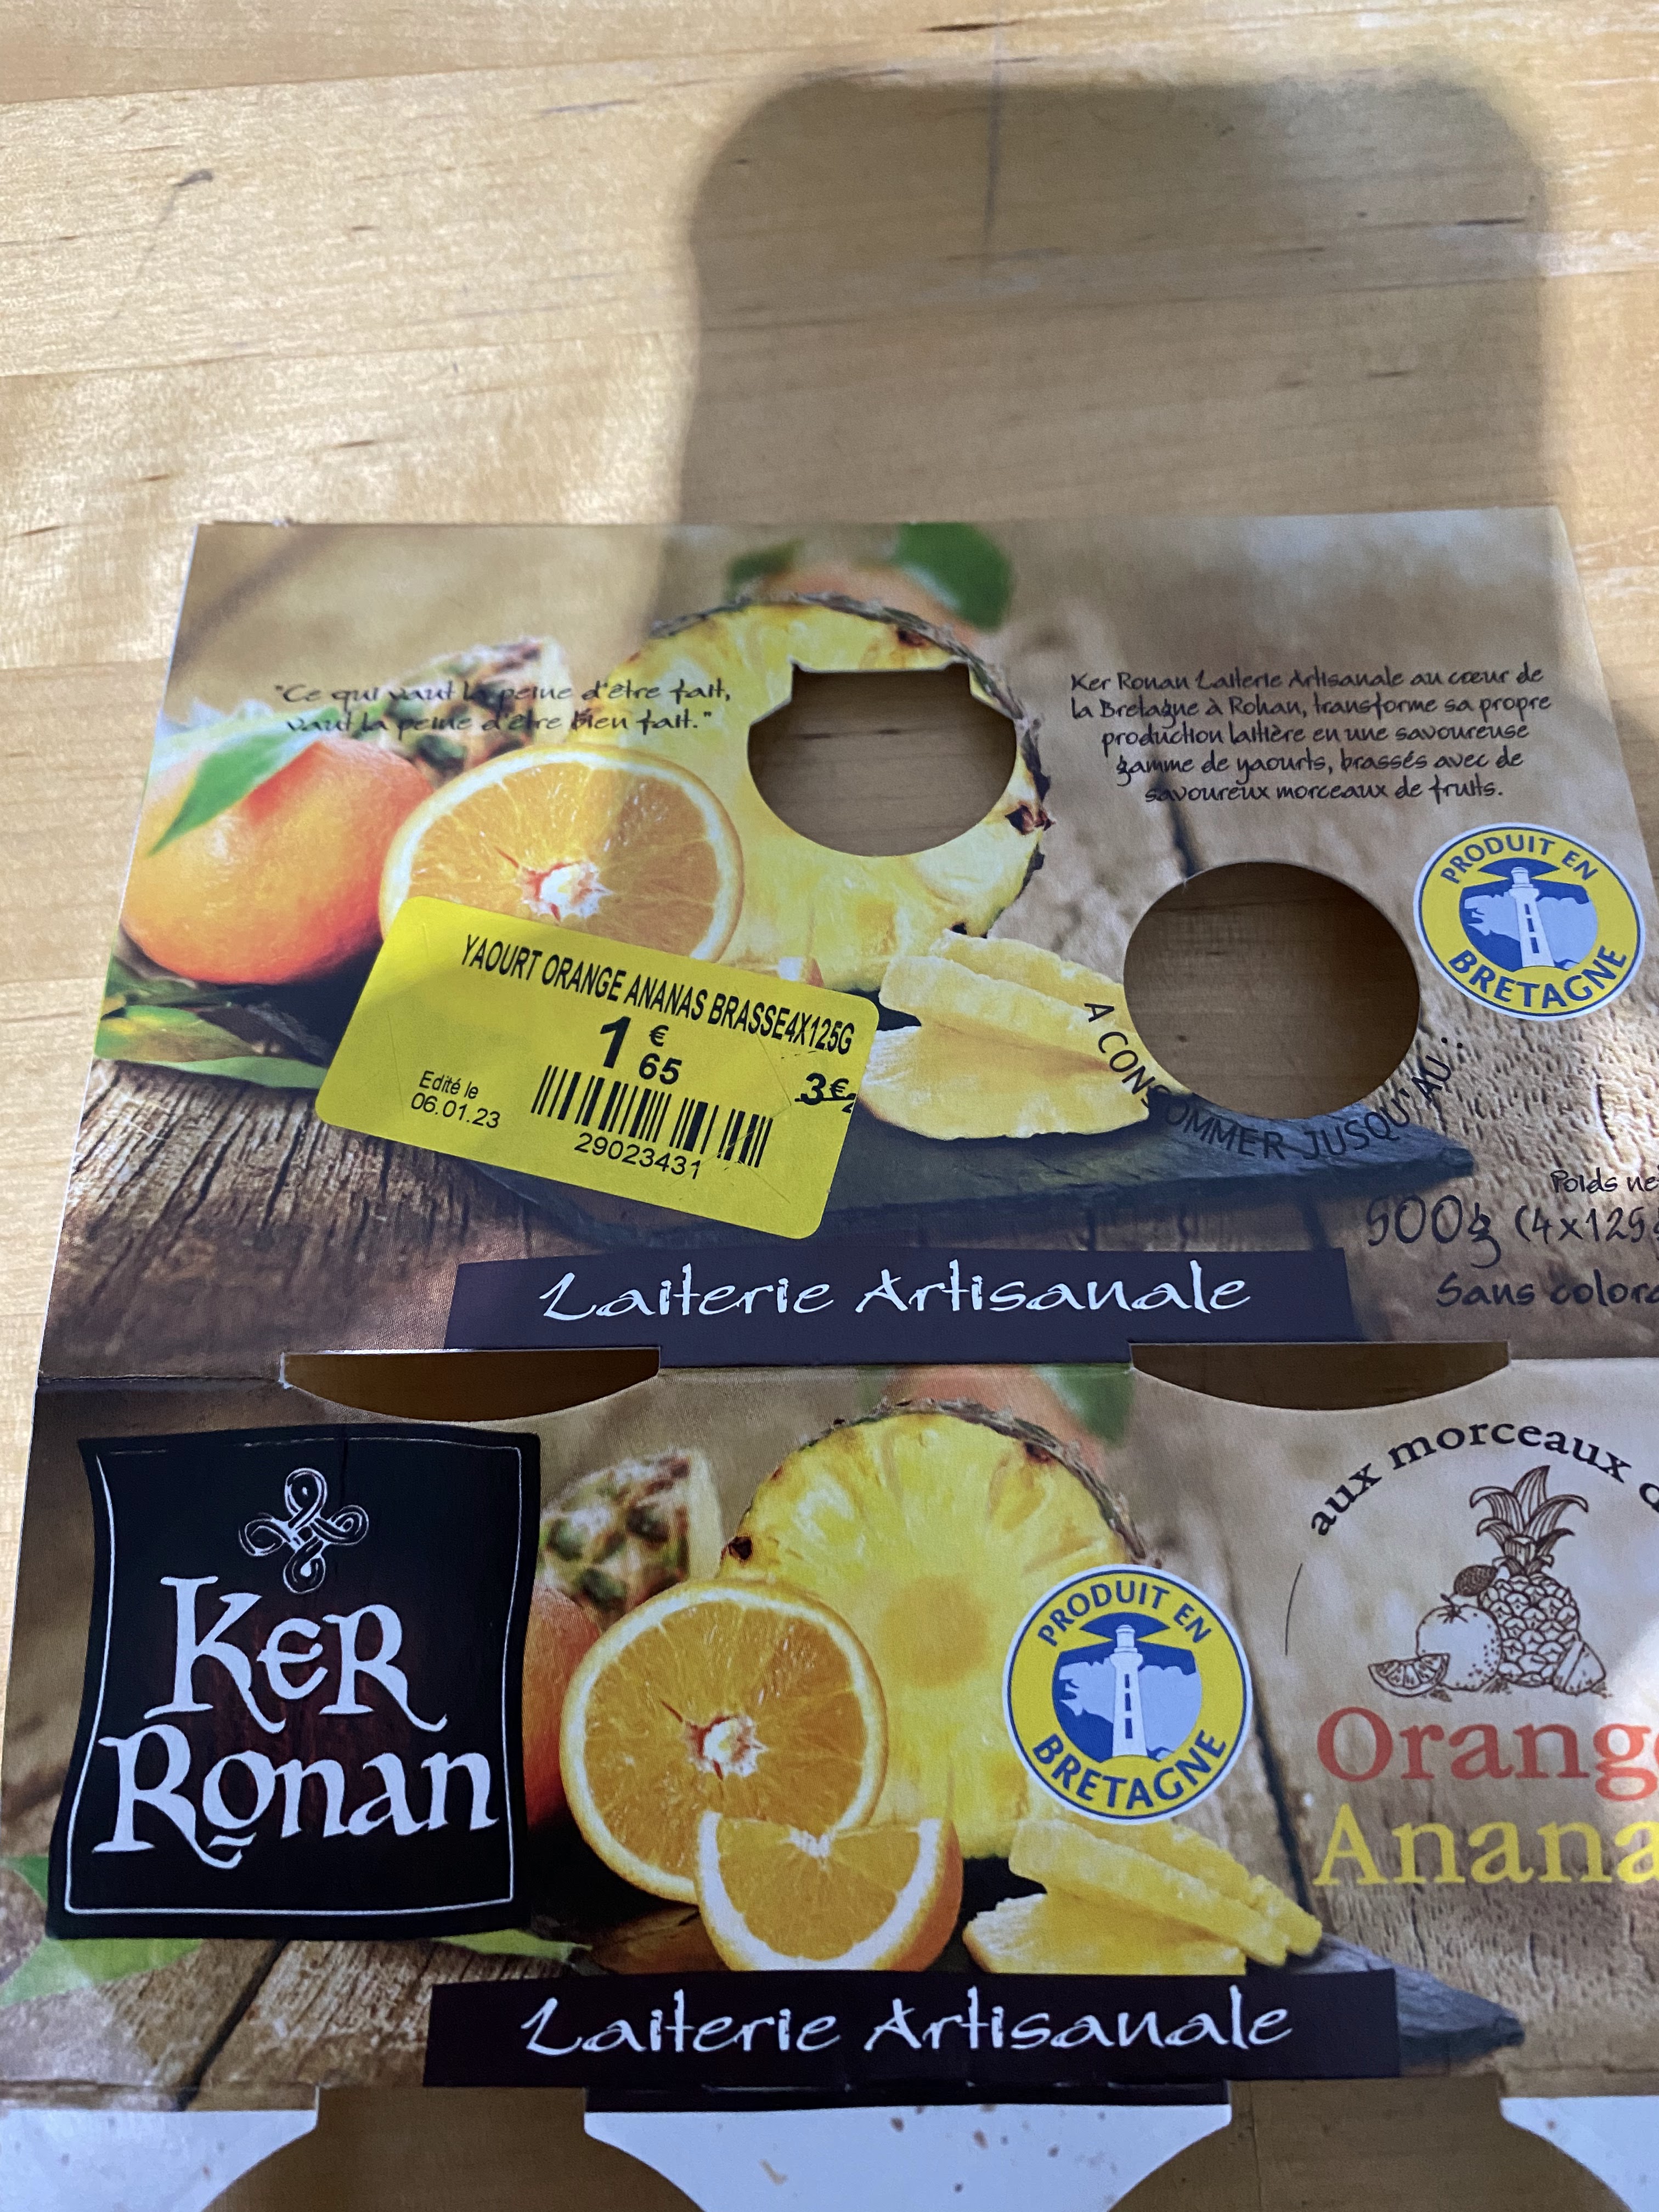 "Ce qui vaut la peine d'être fait,
vaut la peine d'être bien fait."
Ker Ronan Laiterie Artisanale au cœur de
la Bretagne à Rohan, transforme sa propre
production laitière en une savoureuse
gamme de yaourts, brassés avec de
savoureux morceaux de fruits.
PRODUIT EN
BRETAGNE
YAOURT ORANGE ANANAS BRASSE4X125G
1 €
65
3€
Edité le
06.01.23
29023431
A CONSOMMER JUSQU'AU :
Poids
500g (4x125
Sans
Laiterie Artisanale
KER
RONAN
PRODUIT EN
BRETAGNE
aux morceaux
Orange
Anana
Laiterie Artisanale